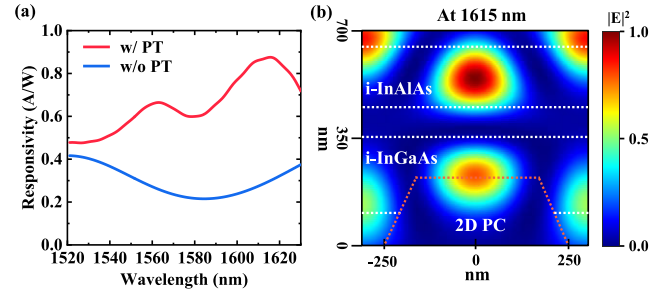 (a)
w/ PT
w/o PT
Responsivity (A/W)
1.0
0.8
0.6
0.4
0.2
0.0
1520 1540 1560 1580 1600 1620
Wavelength (nm)
(b)
At 1615 nm
|E|²
700
350
0
nm
i-InAlAs
i-InGaAs
2D PC
-250 0 250
nm
1.0
0.5
0.0